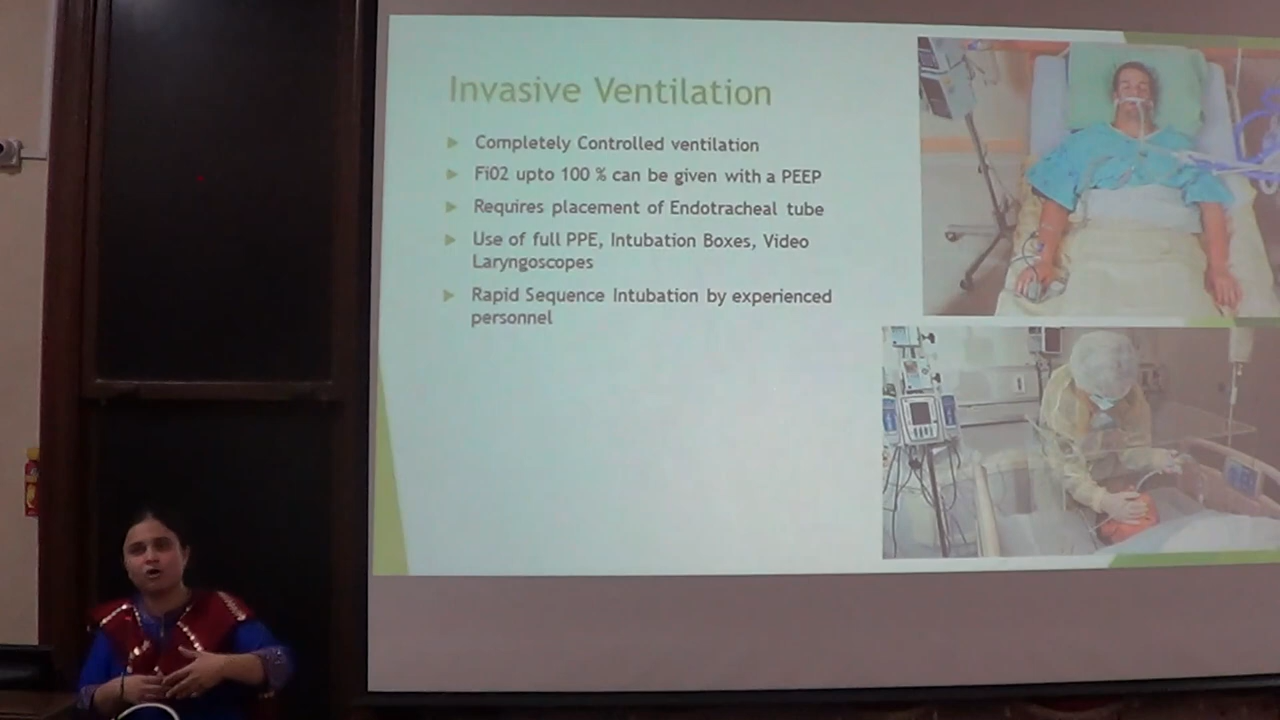 Invasive Ventilation
Completely Controlled ventilation
Fi02 upto 100 % can be given with a PEEP
Requires placement of Endotracheal tube
Use of full PPE, Intubation Boxes, Video
Laryngoscopes
Rapid Sequence Intubation by experienced
personnel